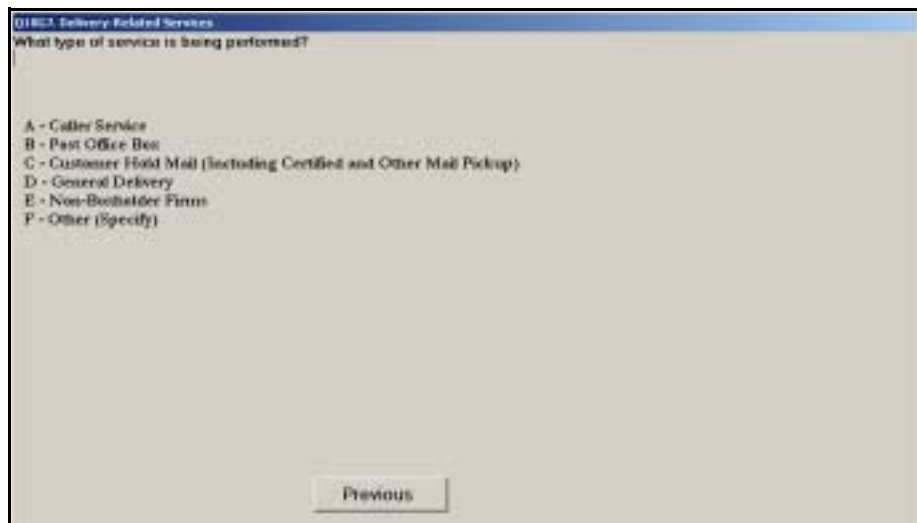 Delivery Related Services
What type of service is being performed?
A - Caller Service
B - Post Office Box
C - Customer Hold Mail (Including Certified and Other Mail Pickup)
D - General Delivery
E - Non-Boxholder Firms
F - Other (Specify)
Previous